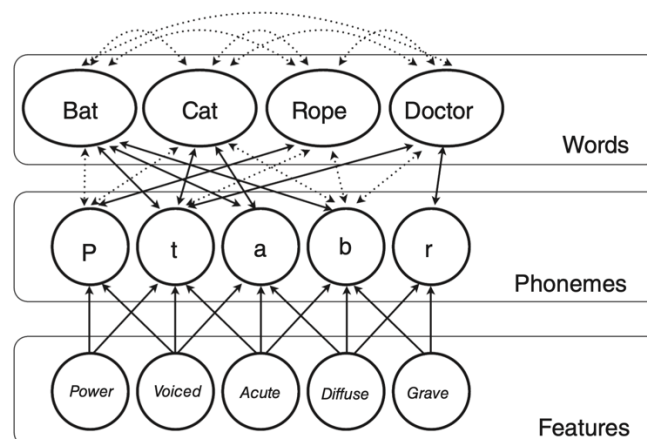 Bat Cat Rope Doctor
Words
P t a b r
Phonemes
Power Voiced Acute Diffuse Grave
Features